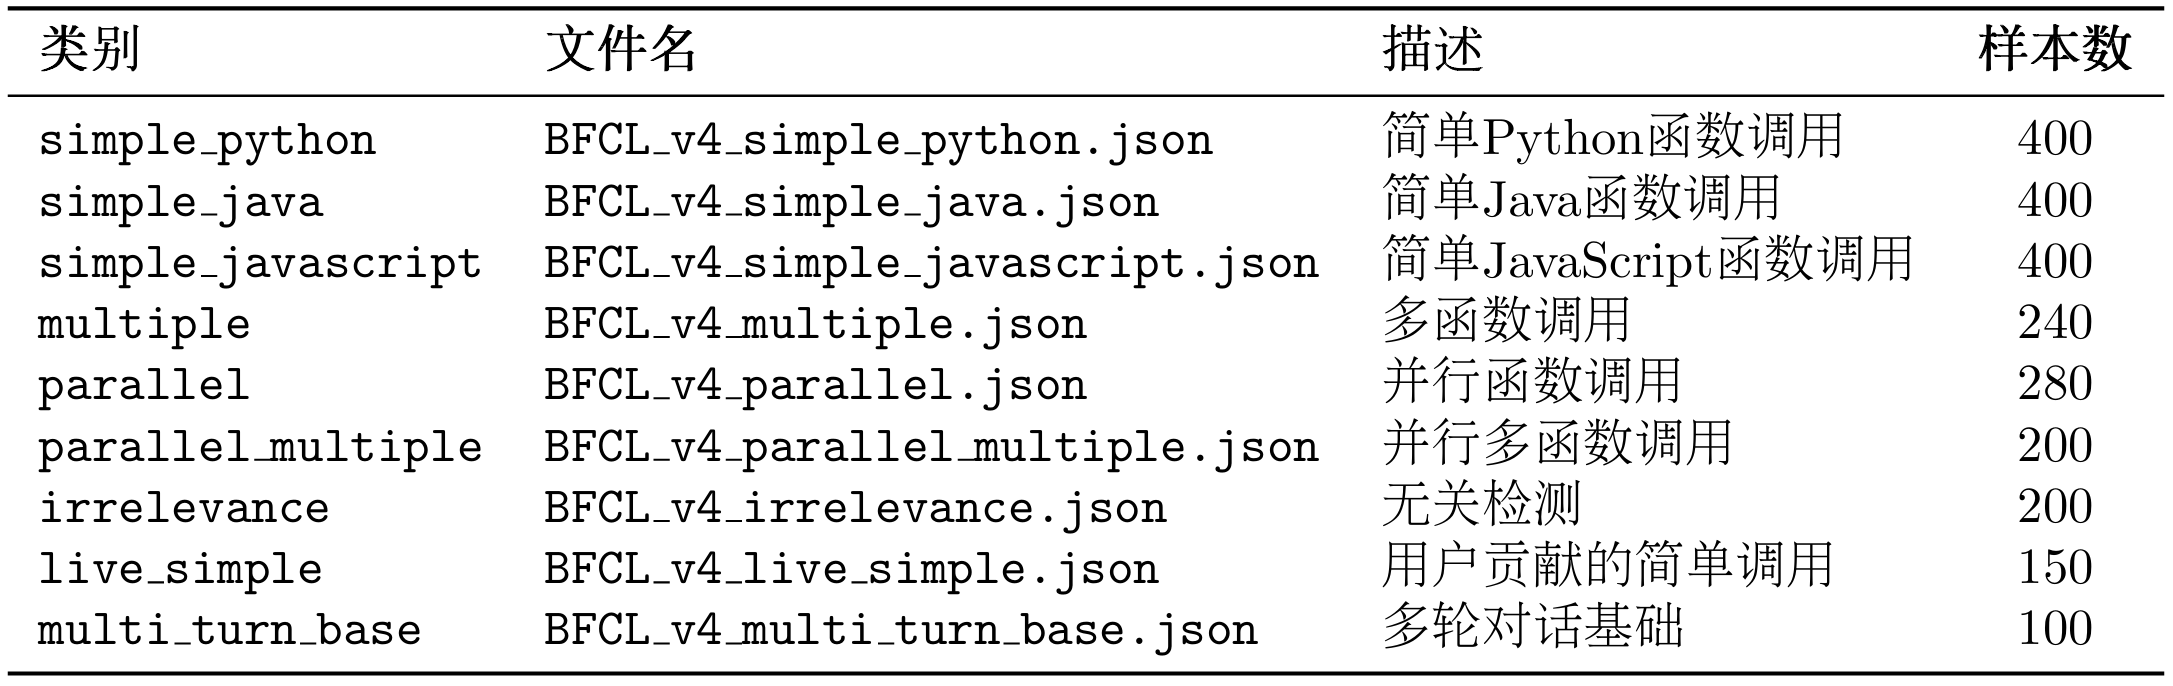 类别 文件名 描述 样本数
simple_python BFCL_v4_simple_python.json 简单Python函数调用 400
simple_java BFCL_v4_simple_java.json 简单Java函数调用 400
simple_javascript BFCL_v4_simple_javascript.json 简单JavaScript函数调用 400
multiple BFCL_v4_multiple.json 多函数调用 240
parallel BFCL_v4_parallel.json 并行函数调用 280
parallel_multiple BFCL_v4_parallel_multiple.json 并行多函数调用 200
irrelevance BFCL_v4_irrelevance.json 无关检测 200
live_simple BFCL_v4_live_simple.json 用户贡献的简单调用 150
multi_turn_base BFCL_v4_multi_turn_base.json 多轮对话基础 100